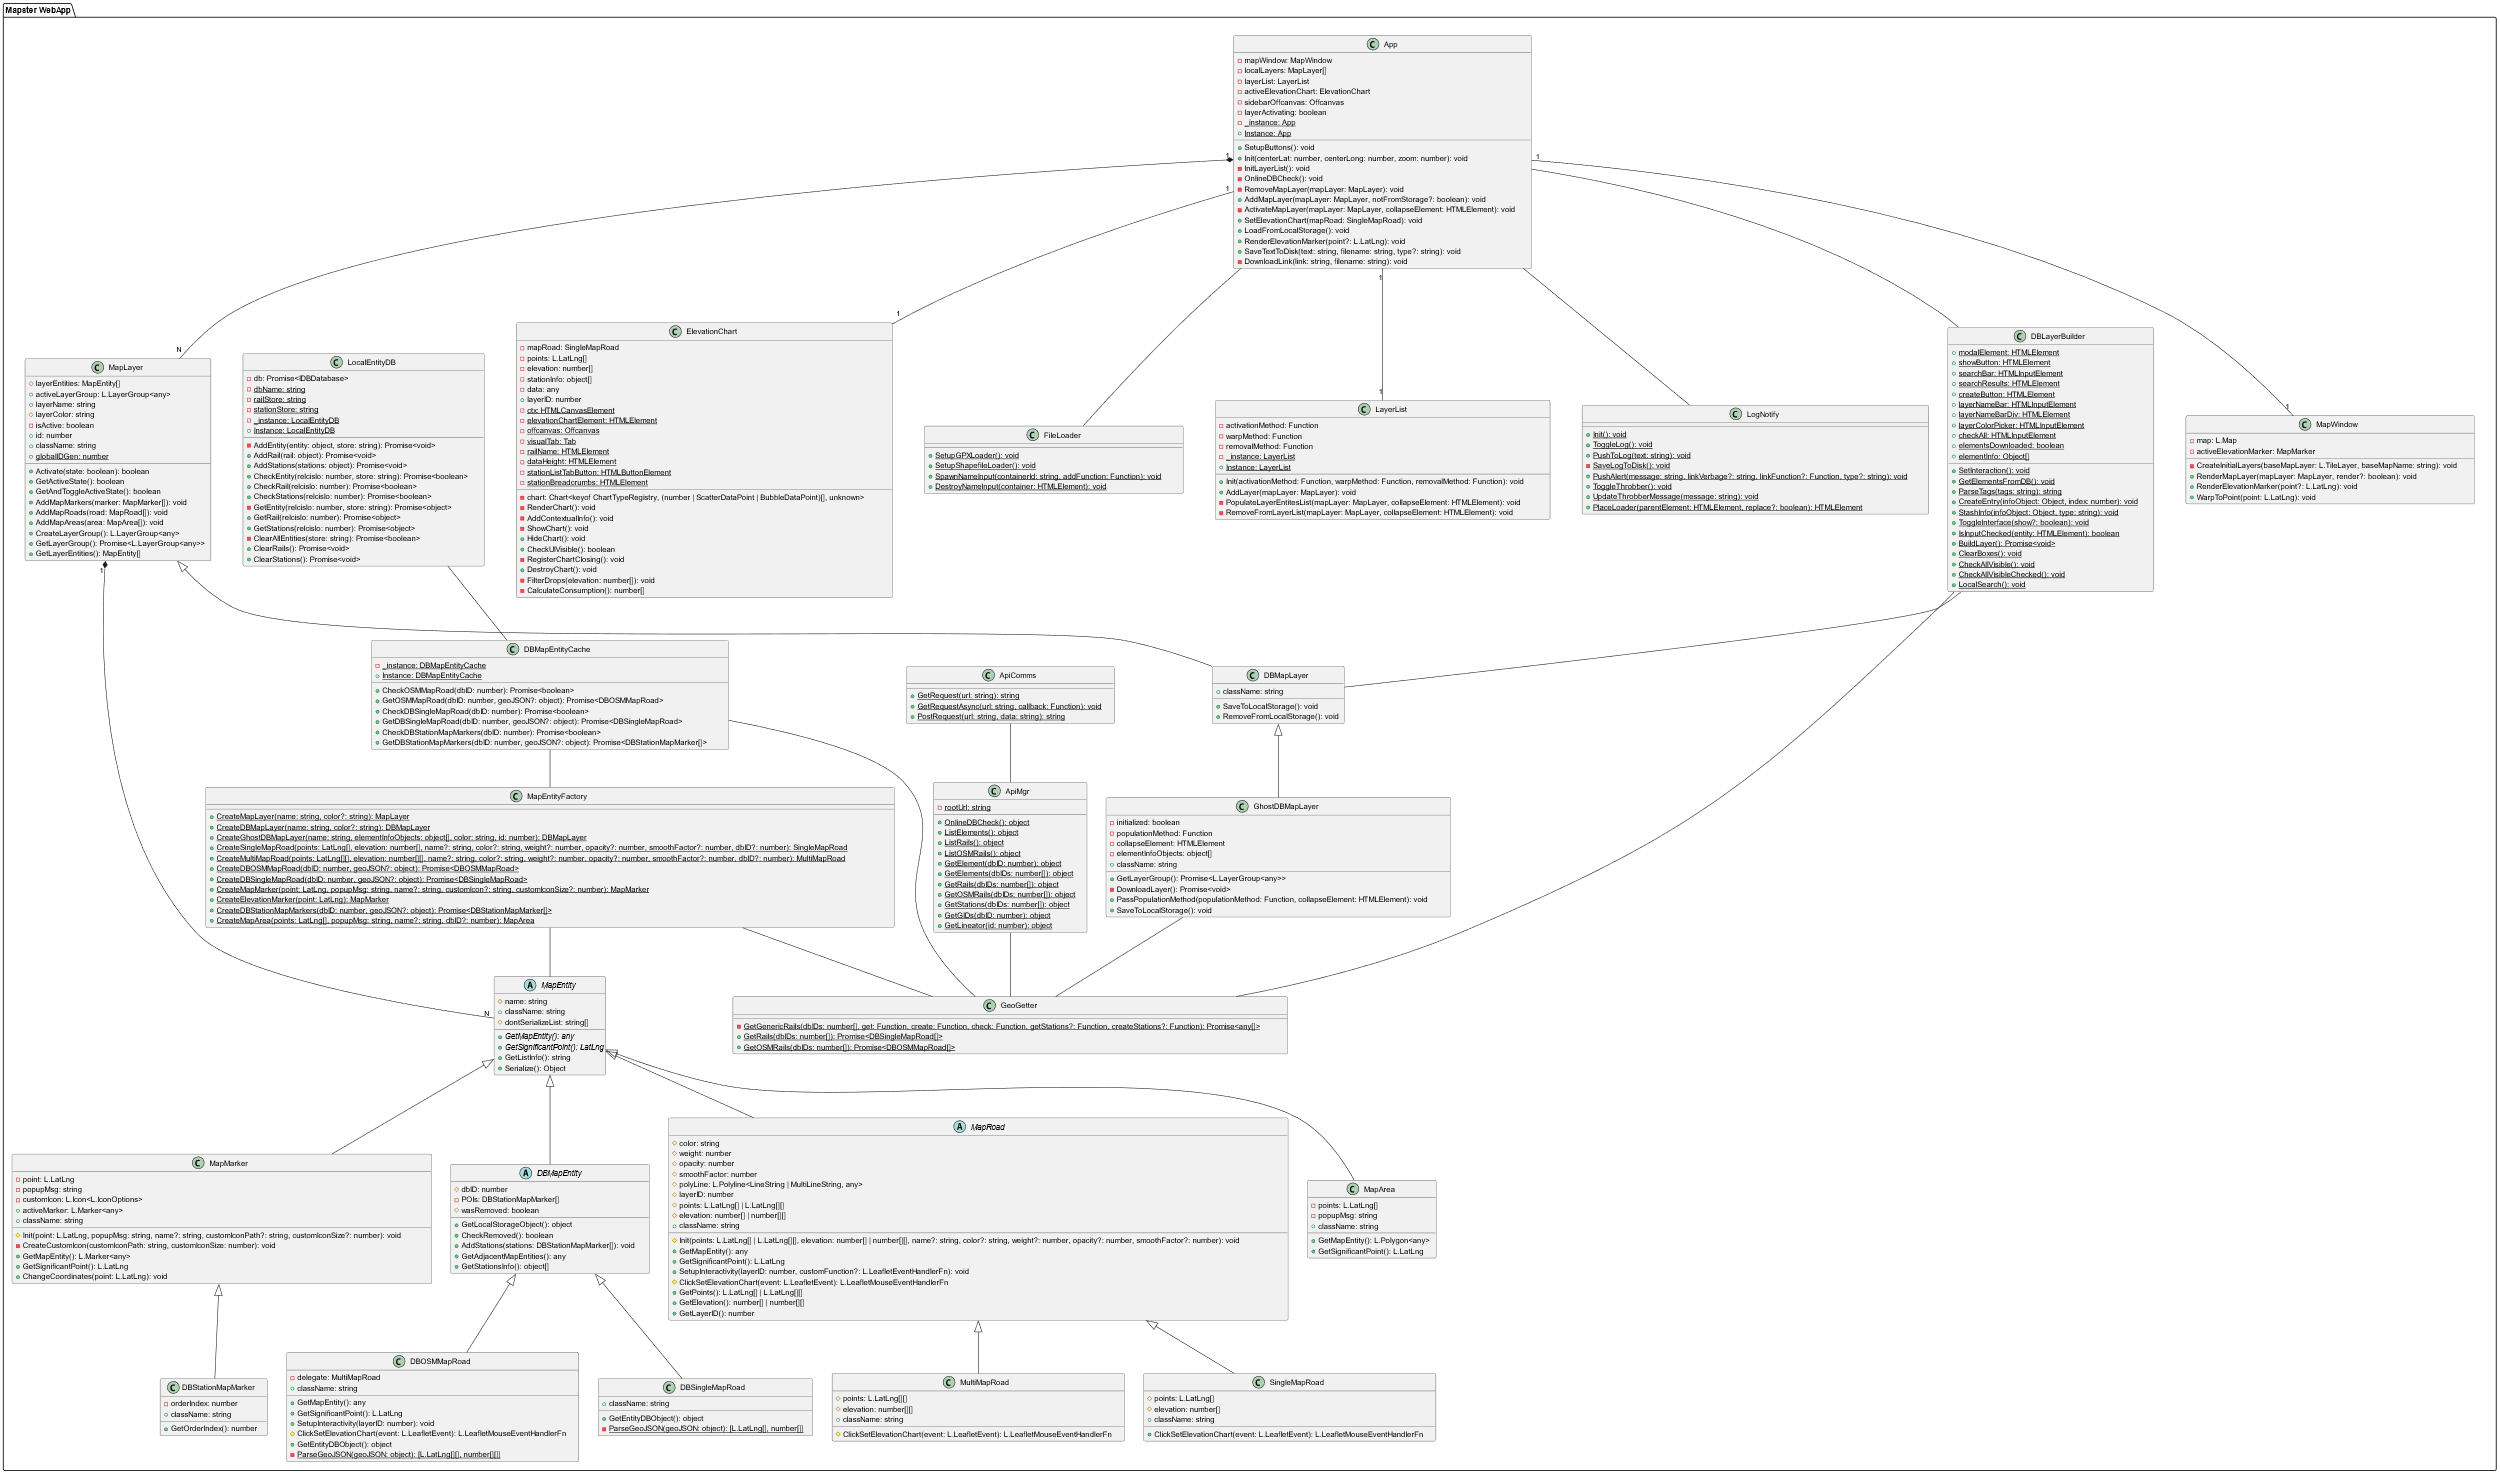 Mapster WebApp
App
mapWindow: MapWindow
localLayers: MapLayer[]
layerList: LayerList
activeElevationChart: ElevationChart
sidebarOffcanvas: Offcanvas
layerActivating: boolean
_instance: App
Instance: App
SetupButtons(): void
Init(centerLat: number, centerLong: number, zoom: number): void
InitLayerList(): void
OnlineDBCheck(): void
RemoveMapLayer(mapLayer: MapLayer): void
AddMapLayer(mapLayer: MapLayer, notFromStorage?: boolean): void
ActivateMapLayer(mapLayer: MapLayer, collapseElement: HTMLElement): void
SetElevationChart(mapRoad: SingleMapRoad): void
LoadFromLocalStorage(): void
RenderElevationMarker(point?: L.LatLng): void
SaveTextToDisk(text: string, filename: string, type?: string): void
DownloadLink(link: string, filename: string): void
1
1
1
1
N
1
1
1
MapLayer
layerEntities: MapEntity[]
activeLayerGroup: L.LayerGroup<any>
layerName: string
layerColor: string
isActive: boolean
id: number
className: string
globalIDGen: number
Activate(state: boolean): boolean
GetActiveState(): boolean
GetAndToggleActiveState(): boolean
AddMapMarkers(marker: MapMarker[]): void
AddMapRoads(road: MapRoad[]): void
AddMapAreas(area: MapArea[]): void
CreateLayerGroup(): L.LayerGroup<any>
GetLayerGroup(): Promise<L.LayerGroup<any>>
GetLayerEntities(): MapEntity[]
1
LocalEntityDB
db: Promise<IDBDatabase>
dbName: string
railStore: string
stationStore: string
_instance: LocalEntityDB
Instance: LocalEntityDB
AddEntity(entity: object, store: string): Promise<void>
AddRail(rail: object): Promise<void>
AddStations(stations: object): Promise<void>
CheckEntity(relcislo: number, store: string): Promise<boolean>
CheckRail(relcislo: number): Promise<boolean>
CheckStations(relcislo: number): Promise<boolean>
GetEntity(relcislo: number, store: string): Promise<object>
GetRail(relcislo: number): Promise<object>
GetStations(relcislo: number): Promise<object>
ClearAllEntities(store: string): Promise<boolean>
ClearRails(): Promise<void>
ClearStations(): Promise<void>
ElevationChart
mapRoad: SingleMapRoad
points: L.LatLng[]
elevation: number[]
stationInfo: object[]
data: any
layerID: number
ctx: HTMLCanvasElement
elevationChartElement: HTMLElement
offcanvas: Offcanvas
visualTab: Tab
railName: HTMLElement
dataHeight: HTMLElement
stationListTabButton: HTMLButtonElement
stationBreadcrumbs: HTMLElement
chart: Chart<keyof ChartTypeRegistry, (number | ScatterDataPoint | BubbleDataPoint)[], unknown>
RenderChart(): void
AddContextualInfo(): void
ShowChart(): void
HideChart(): void
CheckUIVisible(): boolean
RegisterChartClosing(): void
DestroyChart(): void
FilterDrops(elevation: number[]): void
CalculateConsumption(): number[]
FileLoader
SetupGPXLoader(): void
SetupShapefileLoader(): void
SpawnNameInput(containerId: string, addFunction: Function): void
DestroyNameInput(container: HTMLElement): void
LayerList
activationMethod: Function
warpMethod: Function
removalMethod: Function
_instance: LayerList
Instance: LayerList
Init(activationMethod: Function, warpMethod: Function, removalMethod: Function): void
AddLayer(mapLayer: MapLayer): void
PopulateLayerEntitesList(mapLayer: MapLayer, collapseElement: HTMLElement): void
RemoveFromLayerList(mapLayer: MapLayer, collapseElement: HTMLElement): void
LogNotify
Init(): void
ToggleLog(): void
PushToLog(text: string): void
SaveLogToDisk(): void
PushAlert(message: string, linkVerbage?: string, linkFunction?: Function, type?: string): void
ToggleThrobber(): void
UpdateThrobberMessage(message: string): void
PlaceLoader(parentElement: HTMLElement, replace?: boolean): HTMLElement
DBLayerBuilder
modalElement: HTMLElement
showButton: HTMLElement
searchBar: HTMLInputElement
searchResults: HTMLElement
createButton: HTMLElement
layerNameBar: HTMLInputElement
layerNameBarDiv: HTMLElement
layerColorPicker: HTMLInputElement
checkAll: HTMLInputElement
elementsDownloaded: boolean
elementInfo: Object[]
SetInteraction(): void
GetElementsFromDB(): void
ParseTags(tags: string): string
CreateEntry(infoObject: Object, index: number): void
StashInfo(infoObject: Object, type: string): void
ToggleInterface(show?: boolean): void
IsInputChecked(entity: HTMLElement): boolean
BuildLayer(): Promise<void>
ClearBoxes(): void
CheckAllVisible(): void
CheckAllVisibleChecked(): void
LocalSearch(): void
MapWindow
map: L.Map
activeElevationMarker: MapMarker
CreateInitialLayers(baseMapLayer: L.TileLayer, baseMapName: string): void
RenderMapLayer(mapLayer: MapLayer, render?: boolean): void
RenderElevationMarker(point?: L.LatLng): void
WarpToPoint(point: L.LatLng): void
DBMapEntityCache
_instance: DBMapEntityCache
Instance: DBMapEntityCache
CheckOSMMapRoad(dbID: number): Promise<boolean>
GetOSMMapRoad(dbID: number, geoJSON?: object): Promise<DBOSMMapRoad>
CheckDBSingleMapRoad(dbID: number): Promise<boolean>
GetDBSingleMapRoad(dbID: number, geoJSON?: object): Promise<DBSingleMapRoad>
CheckDBStationMapMarkers(dbID: number): Promise<boolean>
GetDBStationMapMarkers(dbID: number, geoJSON?: object): Promise<DBStationMapMarker[]>
ApiComms
GetRequest(url: string): string
GetRequestAsync(url: string, callback: Function): void
PostRequest(url: string, data: string): string
DBMapLayer
className: string
SaveToLocalStorage(): void
RemoveFromLocalStorage(): void
MapEntityFactory
CreateMapLayer(name: string, color?: string): MapLayer
CreateDBMapLayer(name: string, color?: string): DBMapLayer
CreateGhostDBMapLayer(name: string, elementInfoObjects: object[], color: string, id: number): DBMapLayer
CreateSingleMapRoad(points: LatLng[], elevation: number[], name?: string, color?: string, weight?: number, opacity?: number, smoothFactor?: number, dbID?: number): SingleMapRoad
CreateMultiMapRoad(points: LatLng[][], elevation: number[][], name?: string, color?: string, weight?: number, opacity?: number, smoothFactor?: number, dbID?: number): MultiMapRoad
CreateDBOSMMapRoad(dbID: number, geoJSON?: object): Promise<DBOSMMapRoad>
CreateDBSingleMapRoad(dbID: number, geoJSON?: object): Promise<DBSingleMapRoad>
CreateMapMarker(point: LatLng, popupMsg: string, name?: string, customIcon?: string, customIconSize?: number): MapMarker
CreateElevationMarker(point: LatLng): MapMarker
CreateDBStationMapMarkers(dbID: number, geoJSON?: object): Promise<DBStationMapMarker[]>
CreateMapArea(points: LatLng[], popupMsg: string, name?: string, dbID?: number): MapArea
ApiMgr
rootUrl: string
OnlineDBCheck(): object
ListElements(): object
ListRails(): object
ListOSMRails(): object
GetElement(dbID: number): object
GetElements(dbIDs: number[]): object
GetRails(dbIDs: number[]): object
GetOSMRails(dbIDs: number[]): object
GetStations(dbIDs: number[]): object
GetGIDs(dbID: number): object
GetLineator(id: number): object
GhostDBMapLayer
initialized: boolean
populationMethod: Function
collapseElement: HTMLElement
elementInfoObjects: object[]
className: string
GetLayerGroup(): Promise<L.LayerGroup<any>>
DownloadLayer(): Promise<void>
PassPopulationMethod(populationMethod: Function, collapseElement: HTMLElement): void
SaveToLocalStorage(): void
N
MapEntity
name: string
className: string
dontSerializeList: string[]
GetMapEntity(): any
GetSignificantPoint(): LatLng
GetListInfo(): string
Serialize(): Object
GeoGetter
GetGenericRails(dbIDs: number[], get: Function, create: Function, check: Function, getStations?: Function, createStations?: Function): Promise<any[]>
GetRails(dbIDs: number[]): Promise<DBSingleMapRoad[]>
GetOSMRails(dbIDs: number[]): Promise<DBOSMMapRoad[]>
MapMarker
point: L.LatLng
popupMsg: string
customIcon: L.Icon<L.IconOptions>
activeMarker: L.Marker<any>
className: string
Init(point: L.LatLng, popupMsg: string, name?: string, customIconPath?: string, customIconSize?: number): void
CreateCustomIcon(customIconPath: string, customIconSize: number): void
GetMapEntity(): L.Marker<any>
GetSignificantPoint(): L.LatLng
ChangeCoordinates(point: L.LatLng): void
DBMapEntity
dbID: number
POIs: DBStationMapMarker[]
wasRemoved: boolean
GetLocalStorageObject(): object
CheckRemoved(): boolean
AddStations(stations: DBStationMapMarker[]): void
GetAdjacentMapEntities(): any
GetStationsInfo(): object[]
MapRoad
color: string
weight: number
opacity: number
smoothFactor: number
polyLine: L.Polyline<LineString | MultiLineString, any>
layerID: number
points: L.LatLng[] | L.LatLng[][]
elevation: number[] | number[][]
className: string
Init(points: L.LatLng[] | L.LatLng[][], elevation: number[] | number[][], name?: string, color?: string, weight?: number, opacity?: number, smoothFactor?: number): void
GetMapEntity(): any
GetSignificantPoint(): L.LatLng
SetupInteractivity(layerID: number, customFunction?: L.LeafletEventHandlerFn): void
ClickSetElevationChart(event: L.LeafletEvent): L.LeafletMouseEventHandlerFn
GetPoints(): L.LatLng[] | L.LatLng[][]
GetElevation(): number[] | number[][]
GetLayerID(): number
MapArea
points: L.LatLng[]
popupMsg: string
className: string
GetMapEntity(): L.Polygon<any>
GetSignificantPoint(): L.LatLng
DBStationMapMarker
orderIndex: number
className: string
GetOrderIndex(): number
DBOSMMapRoad
delegate: MultiMapRoad
className: string
GetMapEntity(): any
GetSignificantPoint(): L.LatLng
SetupInteractivity(layerID: number): void
ClickSetElevationChart(event: L.LeafletEvent): L.LeafletMouseEventHandlerFn
GetEntityDBObject(): object
ParseGeoJSON(geoJSON: object): [L.LatLng[][], number[][]]
DBSingleMapRoad
className: string
GetEntityDBObject(): object
ParseGeoJSON(geoJSON: object): [L.LatLng[], number[]]
MultiMapRoad
points: L.LatLng[][]
elevation: number[][]
className: string
ClickSetElevationChart(event: L.LeafletEvent): L.LeafletMouseEventHandlerFn
SingleMapRoad
points: L.LatLng[]
elevation: number[]
className: string
ClickSetElevationChart(event: L.LeafletEvent): L.LeafletMouseEventHandlerFn